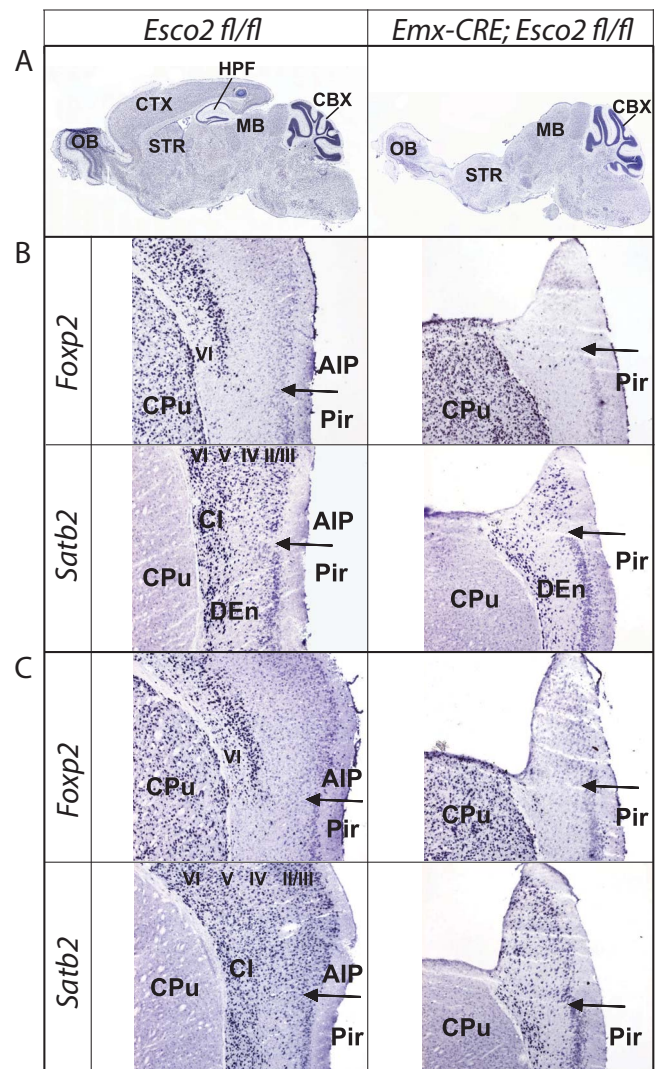 Esco2 fl/fl
Emx-CRE; Esco2 fl/fl
A
HPF
CTX
CBX
MB
OB
STR
CBX
MB
OB
STR
B
Foxp2
VI
AIP
CPu
Pir
Pir
CPu
Satb2
VI V IV II/III
Cl
AIP
CPu
Pir
DEn
Pir
DEn
CPu
C
Foxp2
VI
AIP
CPu
Pir
CPu
Pir
Satb2
VI V IV II/III
Cl
AIP
CPu
Pir
CPu
Pir